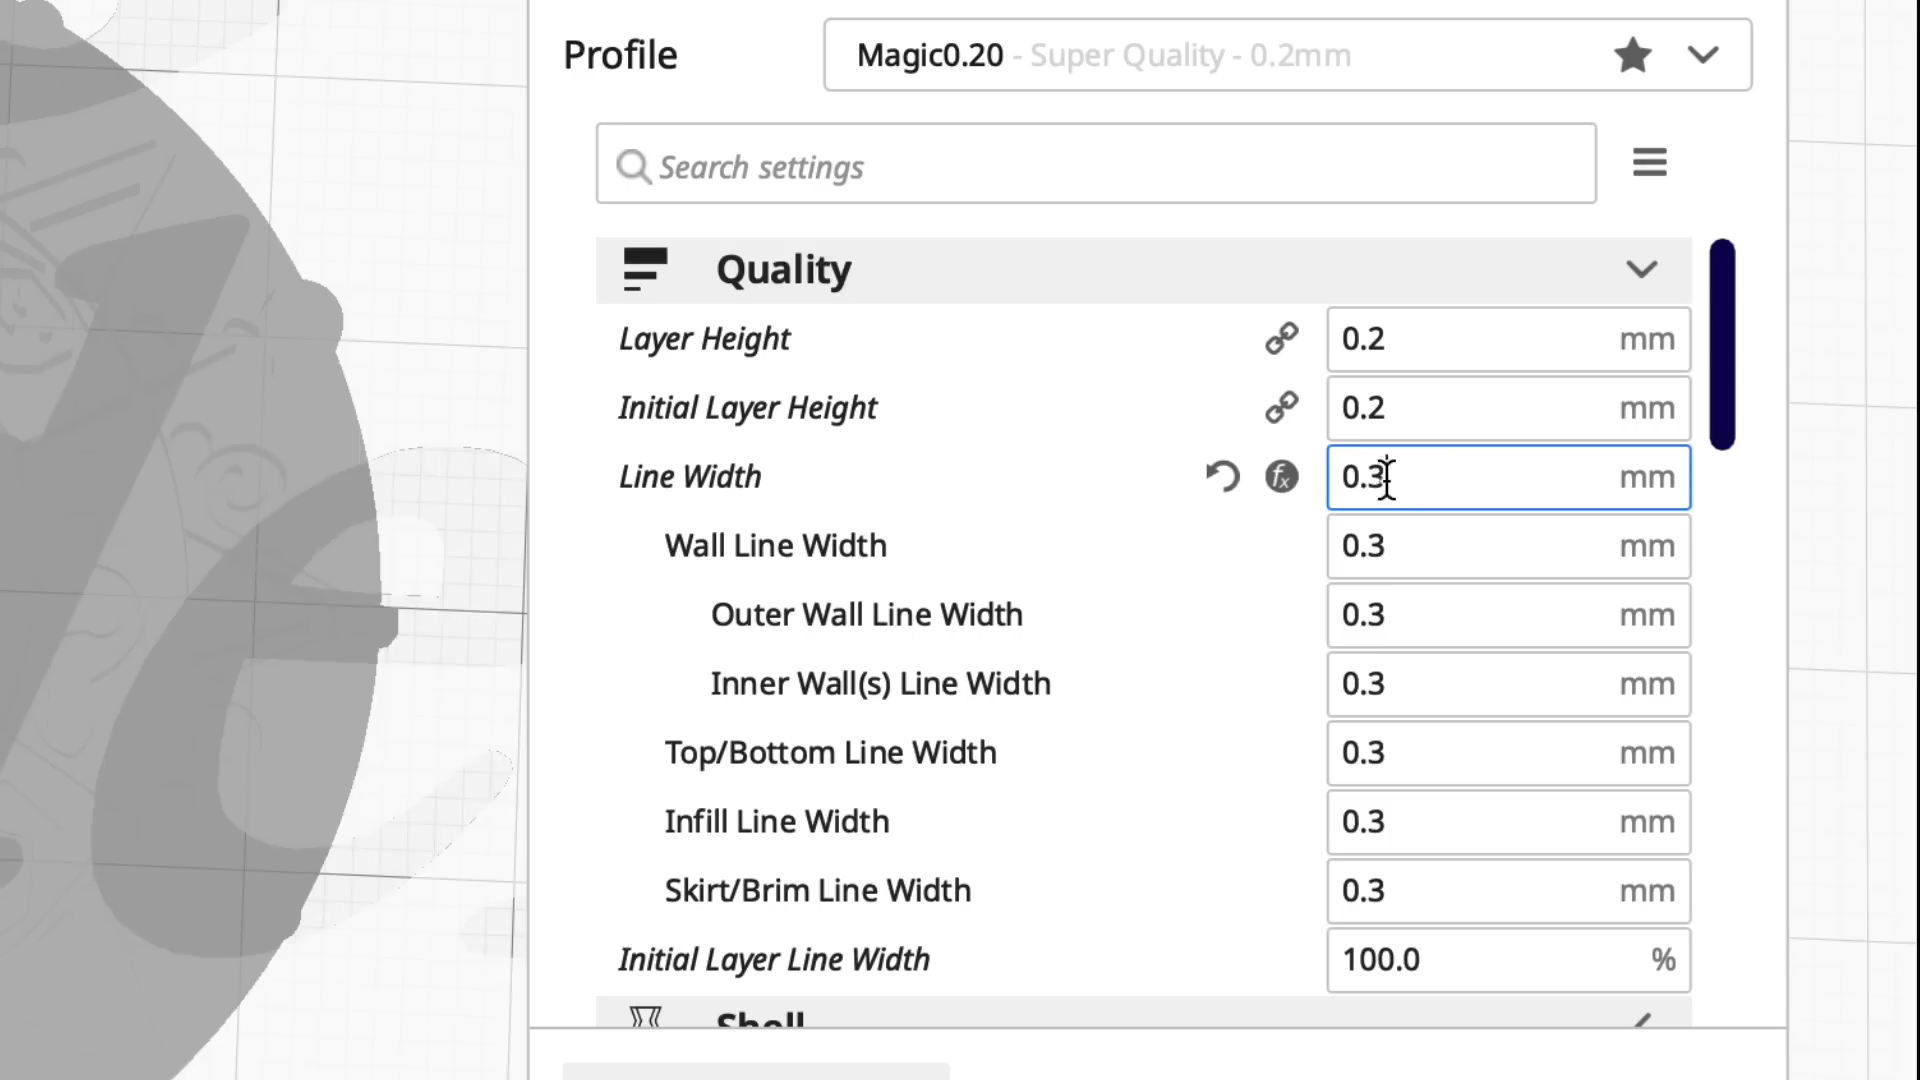 Profile
Magic0.20 - Super Quality - 0.2mm
Search settings
Quality
Layer Height 0.2 mm
Initial Layer Height 0.2 mm
Line Width fx 0.3 mm
Wall Line Width 0.3 mm
Outer Wall Line Width 0.3 mm
Inner Wall(s) Line Width 0.3 mm
Top/Bottom Line Width 0.3 mm
Infill Line Width 0.3 mm
Skirt/Brim Line Width 0.3 mm
Initial Layer Line Width 100.0 %
Shell